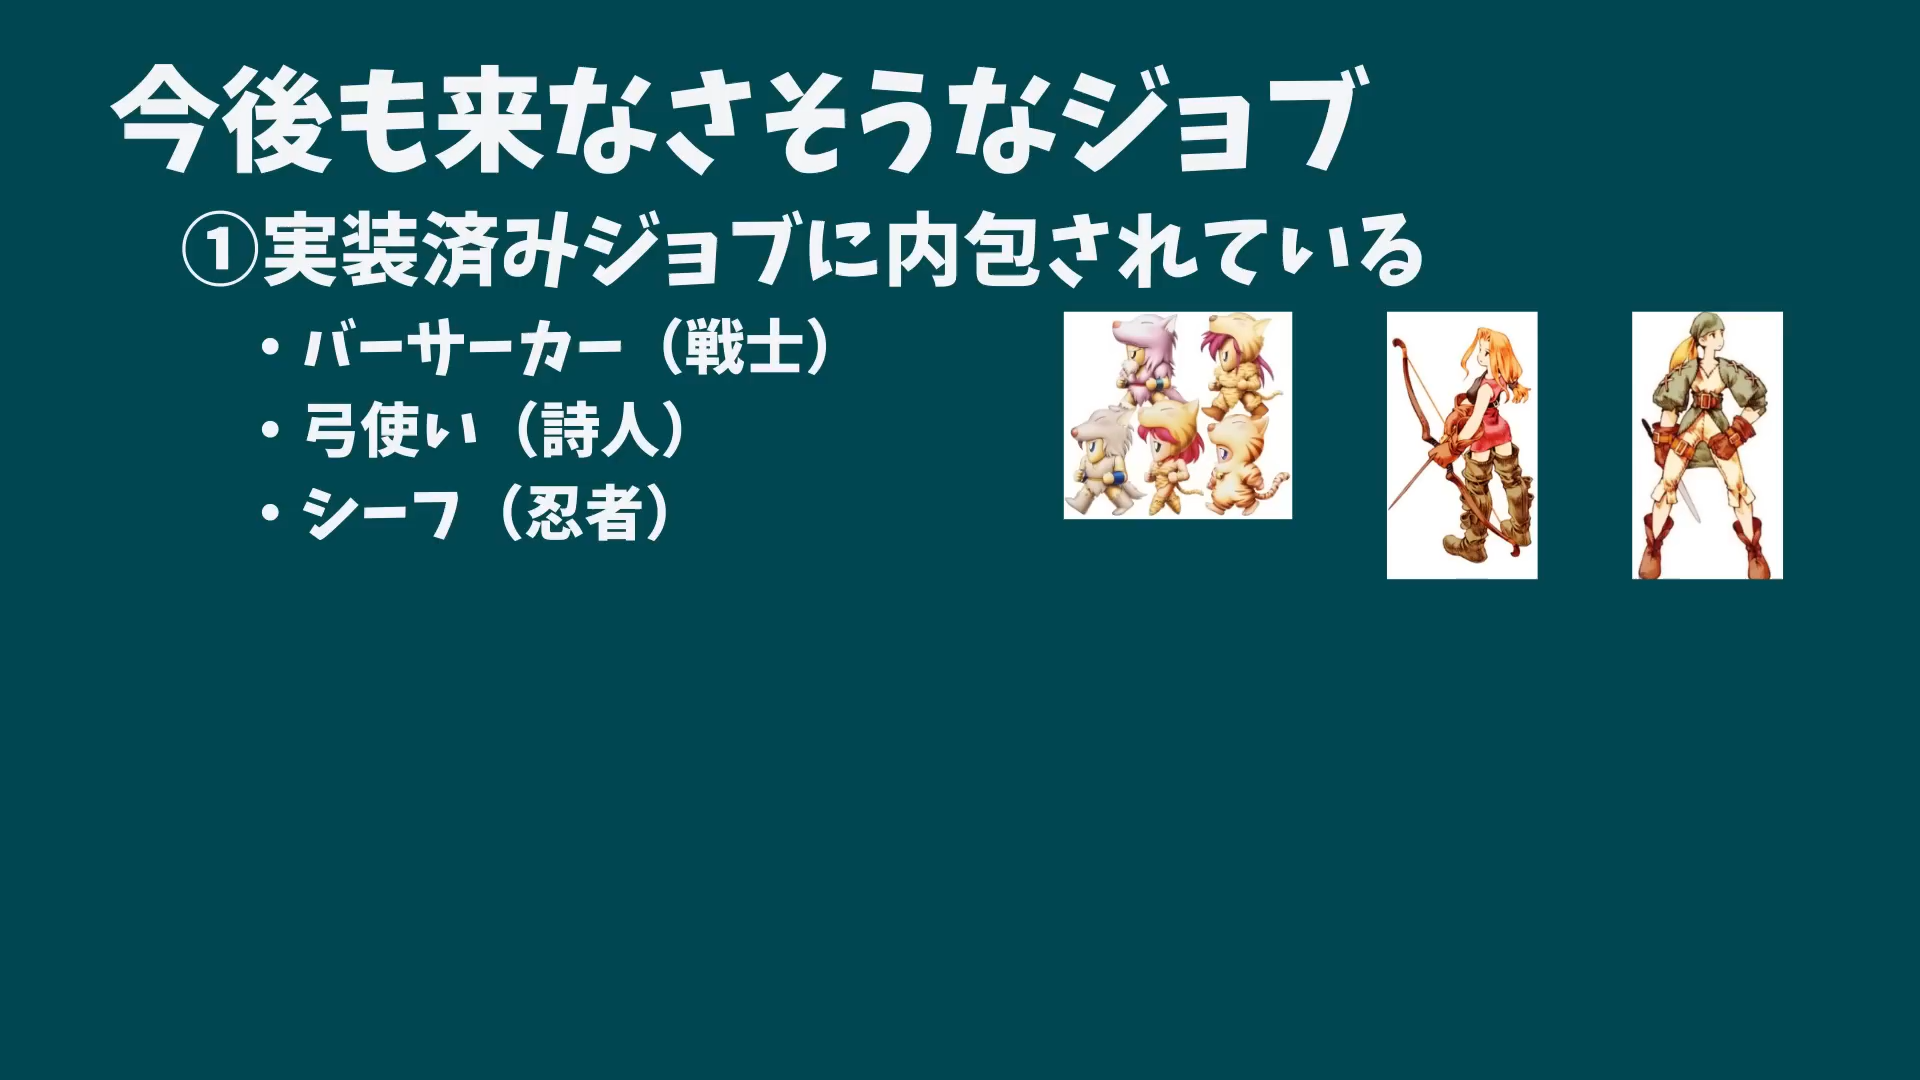 今後も来なさそうなジョブ
①実装済みジョブに内包されている
・バーサーカー（戦士）
・弓使い（詩人）
・シーフ（忍者）